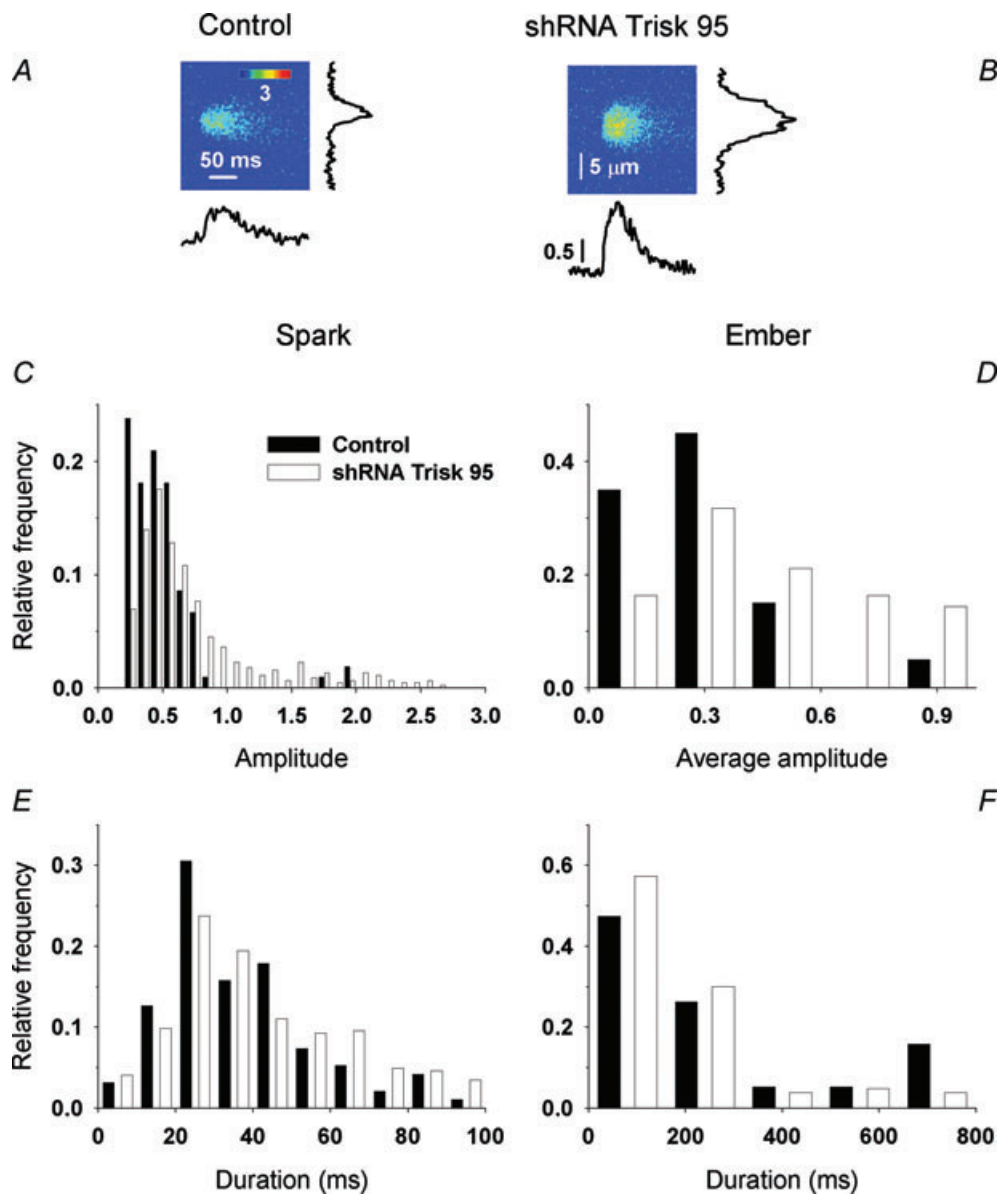 Control
shRNA Trisk 95
A
B
3
50 ms
5 μm
0.5
Spark
Ember
C
D
Relative frequency
0.2
0.1
0.0
Control
shRNA Trisk 95
0.0 0.5 1.0 1.5 2.0 2.5 3.0
Amplitude
0.4
0.2
0.0
0.3 0.6 0.9
Average amplitude
E
F
Relative frequency
0.3
0.2
0.1
0.0
0 20 40 60 80 100
Duration (ms)
0.6
0.4
0.2
0.0
0 200 400 600 800
Duration (ms)